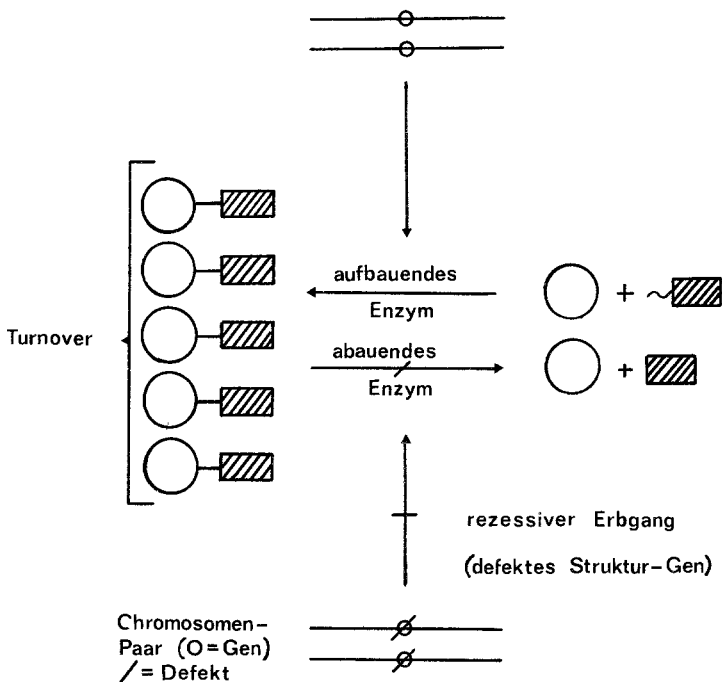 aufbauendes
Enzym
+
Turnover
abauendes
Enzym
+
rezessiver Erbgang
(defektes Struktur-Gen)
Chromosomen-
Paar (O=Gen)
/= Defekt